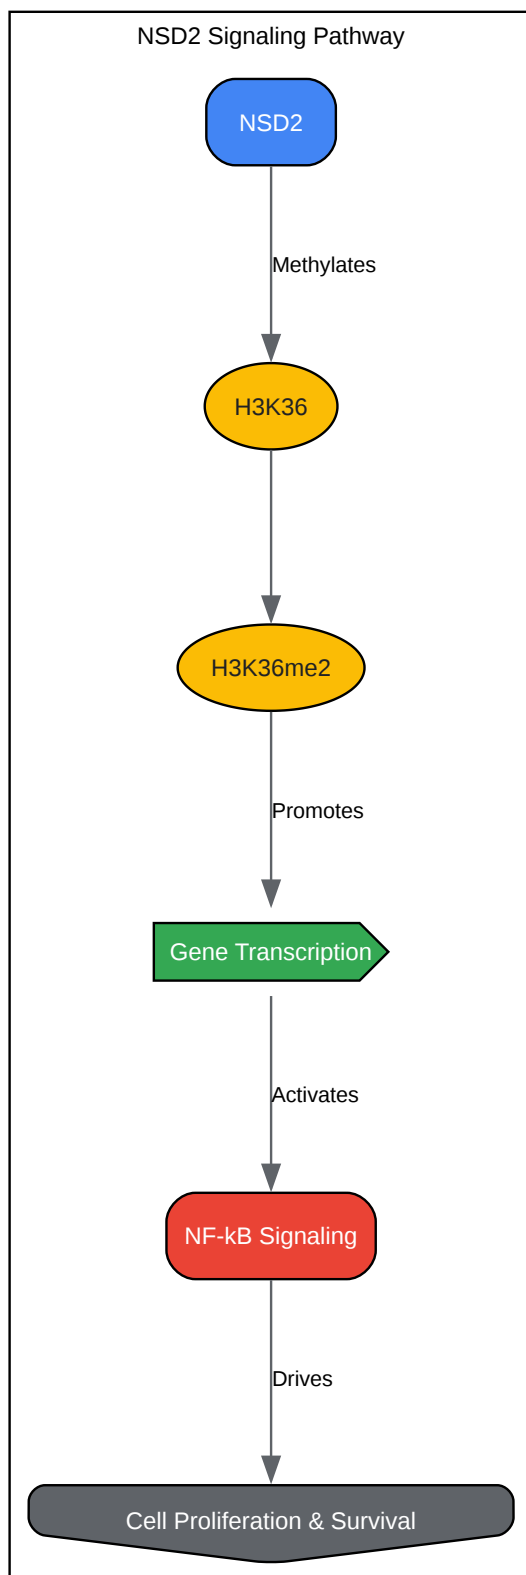 NSD2 Signaling Pathway
NSD2
Methylates
H3K36
H3K36me2
Promotes
Gene Transcription
Activates
NF-kB Signaling
Drives
Cell Proliferation & Survival